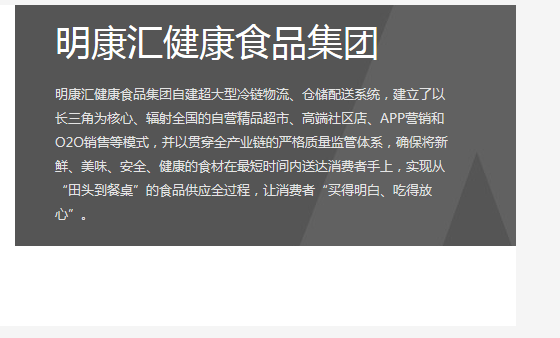 明康汇健康食品集团
明康汇健康食品集团自建超大型冷链物流、仓储配送系统，建立了以
长三角为核心、辐射全国的自营精品超市、高端社区店、APP营销和
O2O销售等模式，并以贯穿全产业链的严格质量监管体系，确保将新
鲜、美味、安全、健康的食材在最短时间内送达消费者手上，实现从
“田头到餐桌”的食品供应全过程，让消费者“买得明白、吃得放
心”。